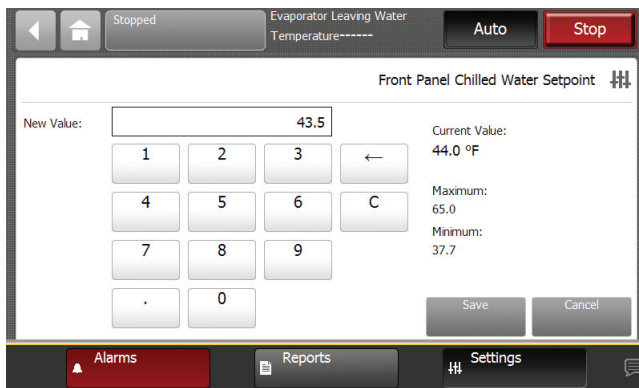 Stopped
Evaporator Leaving Water
Temperature------
Auto
Stop
Front Panel Chilled Water Setpoint
New Value:
43.5
Current Value:
44.0 ºF
1 2 3 ←
Maximum:
65.0
4 5 6 C
Minimum:
37.7
7 8 9
. 0
Save
Cancel
Alarms
Reports
Settings